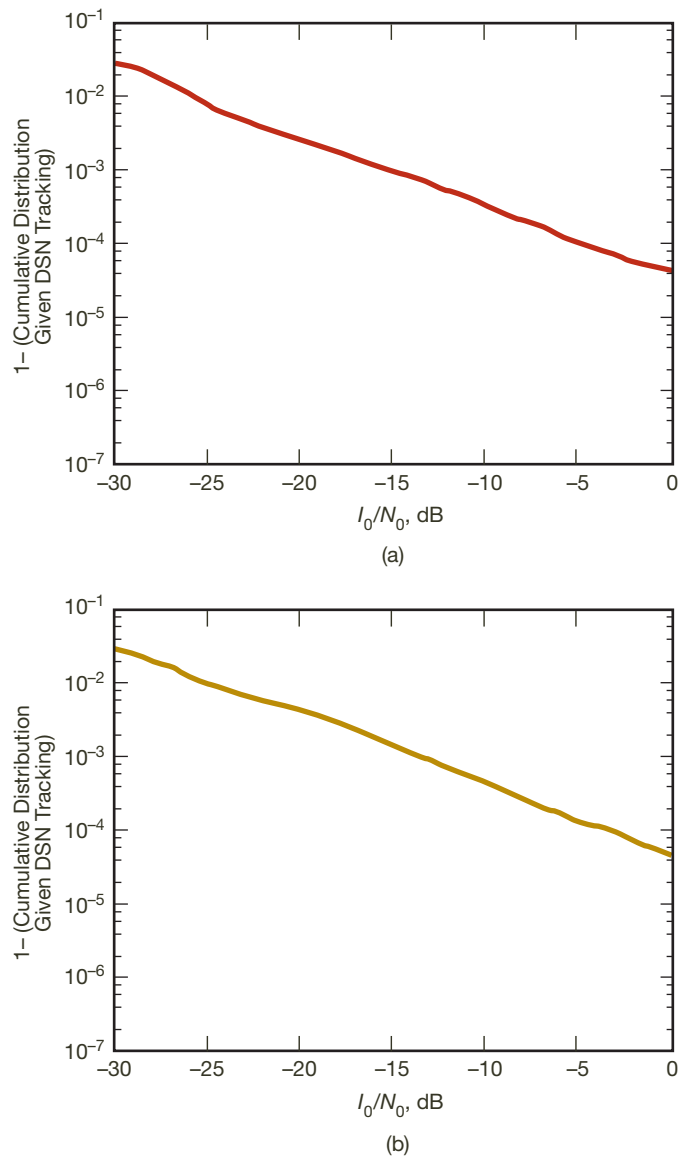 1– (Cumulative Distribution
Given DSN Tracking)
10–1
10–2
10–3
10–4
10–5
10–6
10–7
–30 –25 –20 –15 –10 –5 0
I0/N0, dB
(a)
1– (Cumulative Distribution
Given DSN Tracking)
10–1
10–2
10–3
10–4
10–5
10–6
10–7
–30 –25 –20 –15 –10 –5 0
I0/N0, dB
(b)